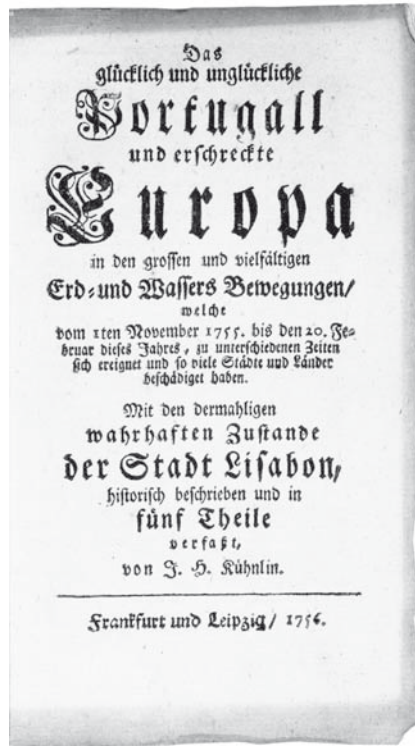 Das
glücklich und unglückliche
Portugall
und erschreckte
Europa
in den grossen und vielfältigen
Erd- und Wassers Bewegungen/
welche
vom 1ten November 1755. bis den 20. Fe-
bruar dieses Jahres, zu unterschiedenen Zeiten
sich ereignet und so viele Städte und Länder
beschädiget haben.
Mit den dermahligen
wahrhaften Zustande
der Stadt Lisabon,
historisch beschrieben und in
fünf Theile
verfaßt,
von J. H. Kühnlin.
Frankfurt und Leipzig/ 1756.